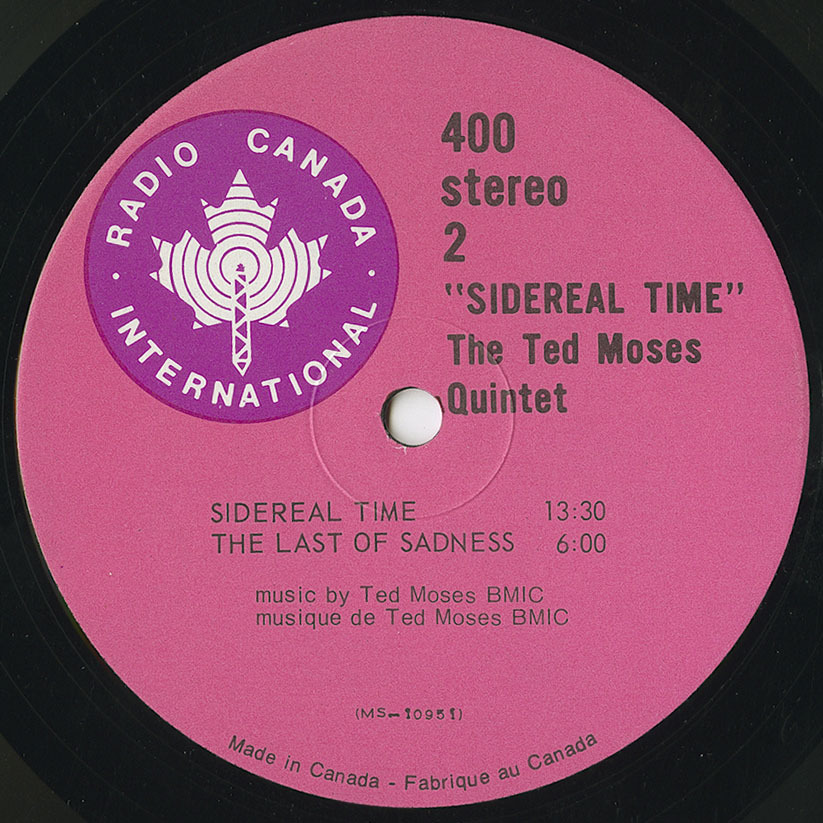 · RADIO CANADA ·
INTERNATIONAL
400
stereo
2
"SIDEREAL TIME"
The Ted Moses
Quintet
SIDEREAL TIME 13:30
THE LAST OF SADNESS 6:00
music by Ted Moses BMIC
musique de Ted Moses BMIC
(MS-10951)
Made in Canada - Fabrique au Canada